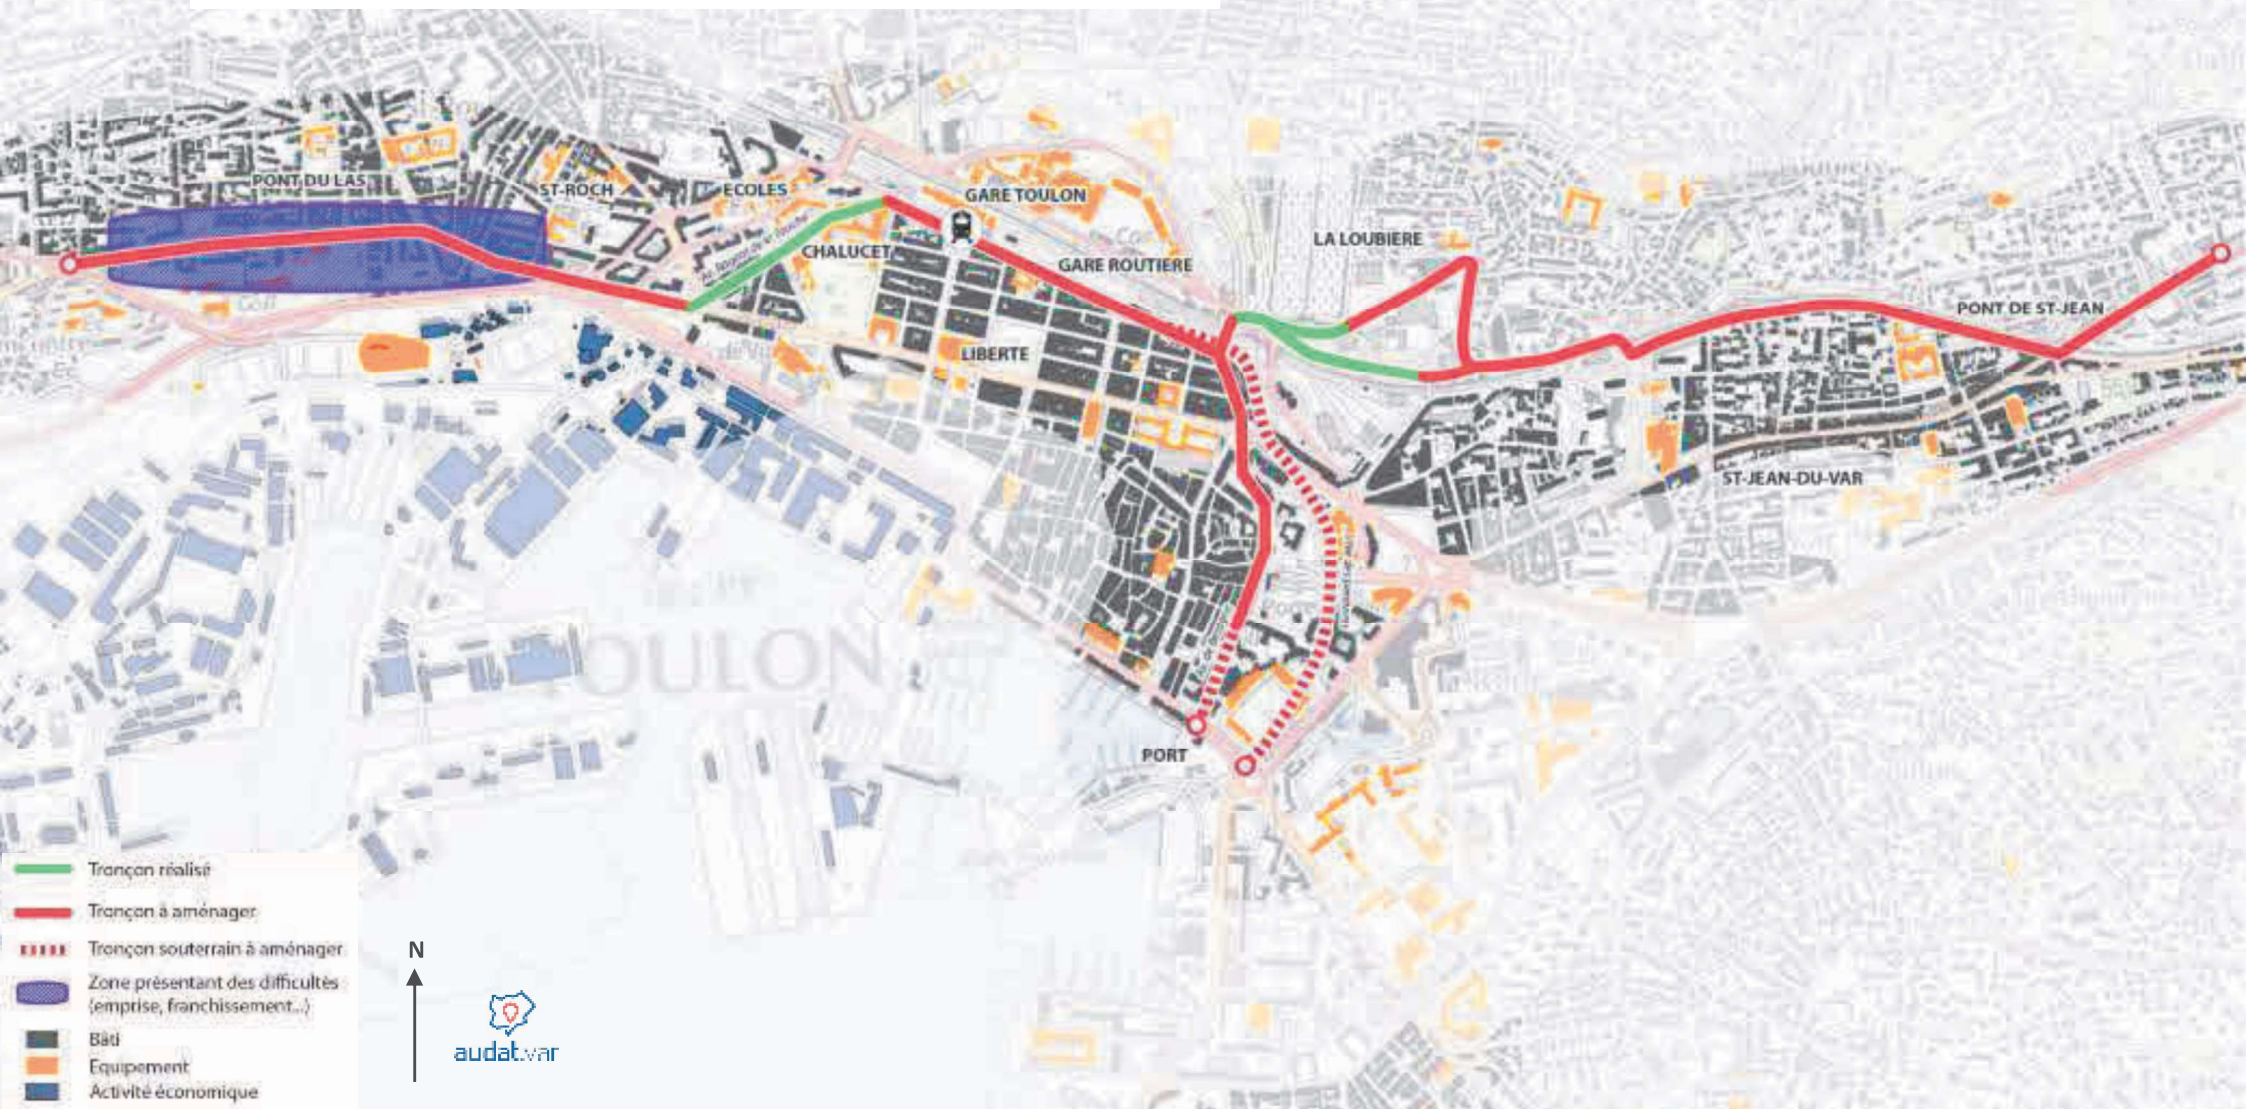 PONT DU LAS
ST-ROCH
ECOLES
GARE TOULON
CHALUCET
GARE ROUTIERE
LA LOUBIERE
PONT DE ST-JEAN
LIBERTE
ST-JEAN-DU-VAR
TOULON
PORT
Tronçon réalisé
Tronçon à aménager
Tronçon souterrain à aménager
Zone présentant des difficultés
(emprise, franchissement...)
Bâti
Equipement
Activité économique
N
audat.var